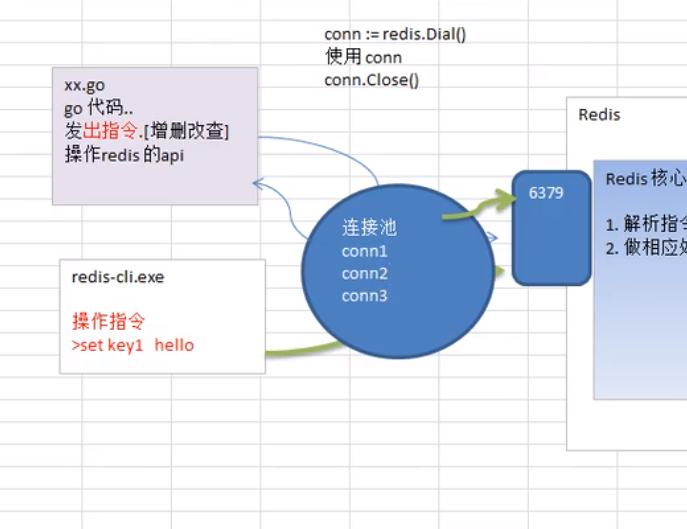 conn := redis.Dial()
使用 conn
conn.Close()
xx.go
go 代码..
发出指令.[增删改查]
操作redis 的api
redis-cli.exe
操作指令
>set key1 hello
连接池
conn1
conn2
conn3
6379
Redis
Redis 核心
1. 解析指令
2. 做相应